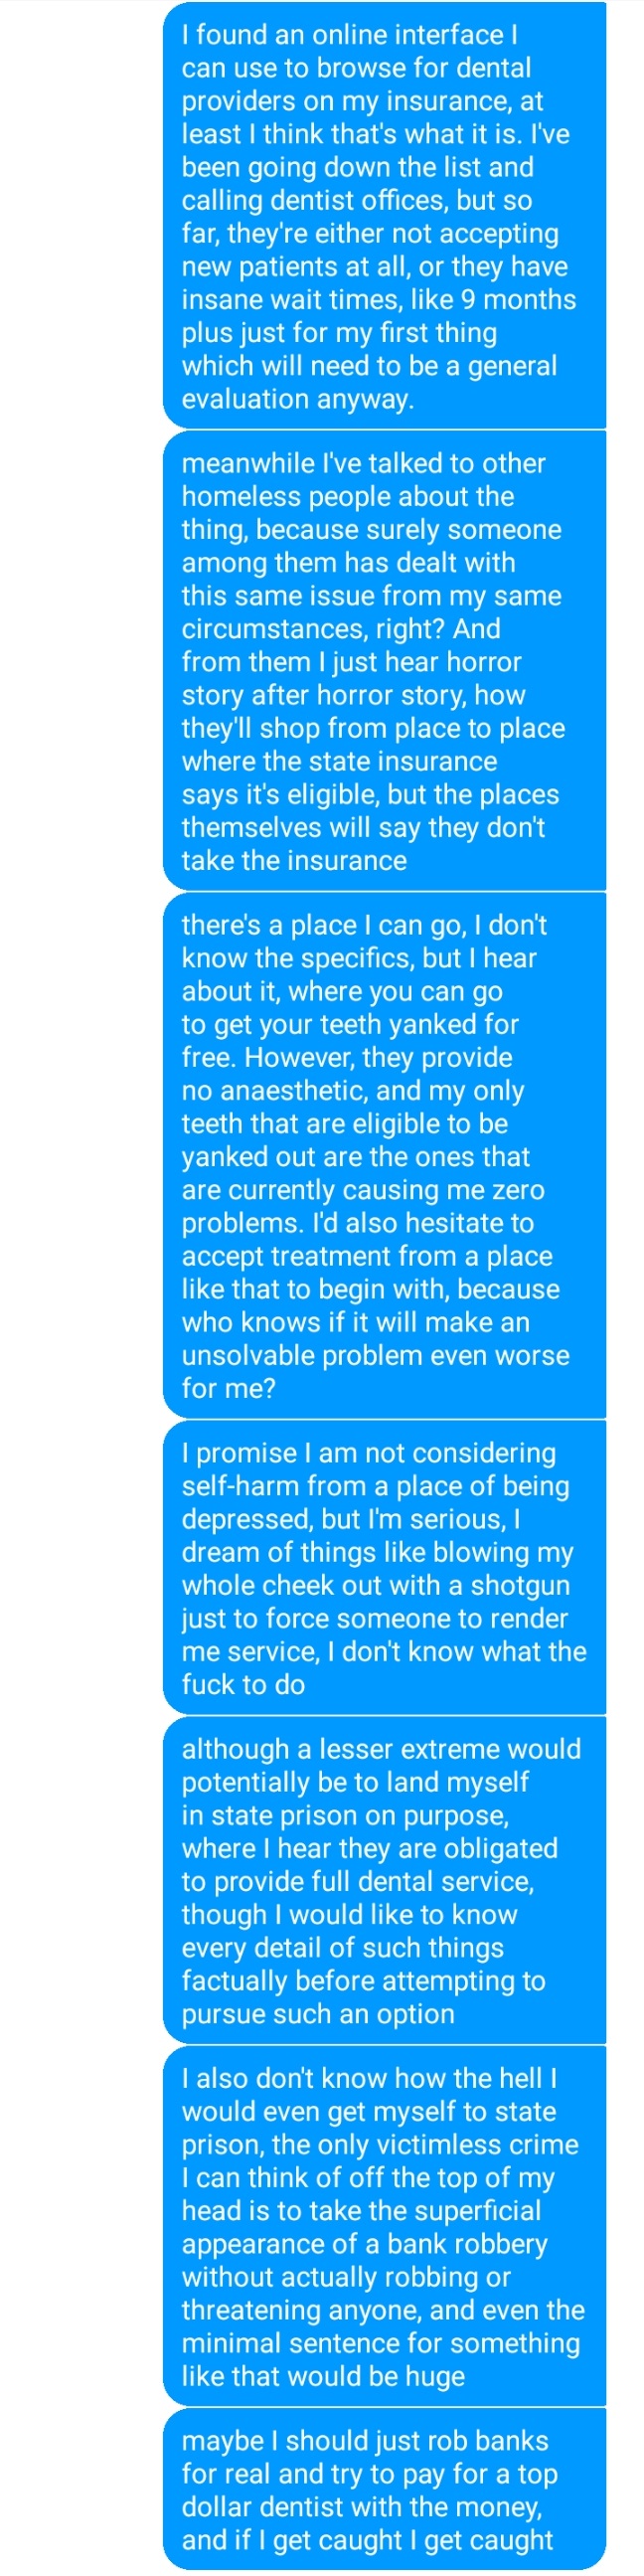 I found an online interface I
can use to browse for dental
providers on my insurance, at
least I think that's what it is. I've
been going down the list and
calling dentist offices, but so
far, they're either not accepting
new patients at all, or they have
insane wait times, like 9 months
plus just for my first thing
which will need to be a general
evaluation anyway.
meanwhile I've talked to other
homeless people about the
thing, because surely someone
among them has dealt with
this same issue from my same
circumstances, right? And
from them I just hear horror
story after horror story, how
they'll shop from place to place
where the state insurance
says it's eligible, but the places
themselves will say they don't
take the insurance
there's a place I can go, I don't
know the specifics, but I hear
about it, where you can go
to get your teeth yanked for
free. However, they provide
no anaesthetic, and my only
teeth that are eligible to be
yanked out are the ones that
are currently causing me zero
problems. I'd also hesitate to
accept treatment from a place
like that to begin with, because
who knows if it will make an
unsolvable problem even worse
for me?
I promise I am not considering
self-harm from a place of being
depressed, but I'm serious, I
dream of things like blowing my
whole cheek out with a shotgun
just to force someone to render
me service, I don't know what the
fuck to do
although a lesser extreme would
potentially be to land myself
in state prison on purpose,
where I hear they are obligated
to provide full dental service,
though I would like to know
every detail of such things
factually before attempting to
pursue such an option
I also don't know how the hell I
would even get myself to state
prison, the only victimless crime
I can think of off the top of my
head is to take the superficial
appearance of a bank robbery
without actually robbing or
threatening anyone, and even the
minimal sentence for something
like that would be huge
maybe I should just rob banks
for real and try to pay for a top
dollar dentist with the money,
and if I get caught I get caught